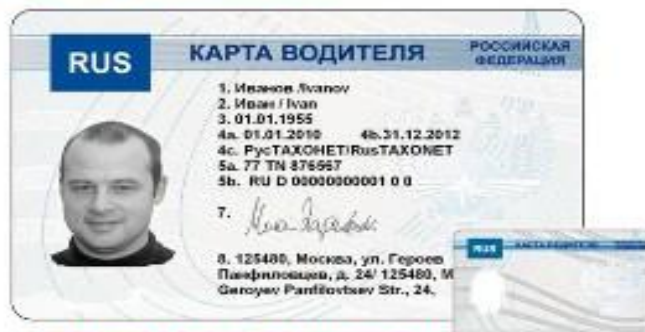 RUS
КАРТА ВОДИТЕЛЯ
РОССИЙСКАЯ
ФЕДЕРАЦИЯ
1. Иванов /Ivanov
2. Иван / Ivan
3. 01.01.1955
4a. 01.01.2010 4b.31.12.2012
4c. РусТАХОНЕТ/RusTAXONET
5a. 77 TN 876567
5b. RU D 00000000001 0 0
7.
8. 125480, Москва, ул. Героев
Панфиловцев, д. 24/ 125480, M
Geroyev Panfilovtsev Str., 24,
RUS КАРТА ВОДИТЕЛЯ